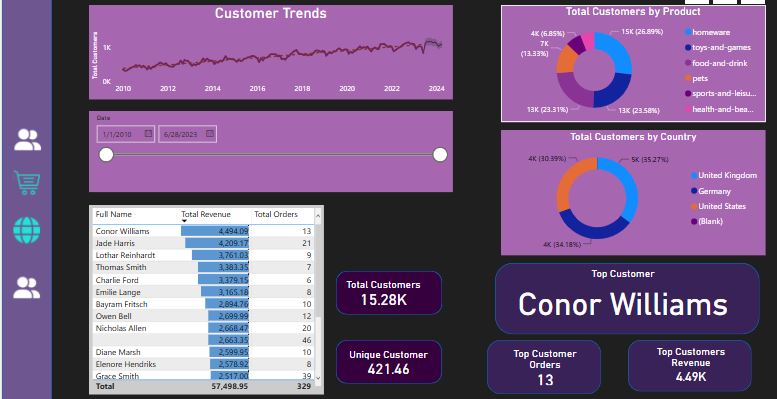 Customer Trends
Total Customers
1K
0K
2010 2012 2014 2016 2018 2020 2022 2024
Date
1/1/2010 6/28/2023
Full Name Total Revenue Total Orders
Conor Williams 4,494.09 13
Jade Harris 4,209.17 21
Lothar Reinhardt 3,761.03 9
Thomas Smith 3,383.35 7
Charlie Ford 3,379.15 6
Emilie Lange 3,165.18 8
Bayram Fritsch 2,894.76 10
Owen Bell 2,699.99 12
Nicholas Allen 2,668.47 20
2,663.35 46
Diane Marsh 2,599.95 10
Elenore Hendriks 2,578.92 8
Grace Smith 2,517.00 39
Total 57,498.95 329
Total Customers
15.28K
Unique Customer
421.46
Total Customers by Product
4K (6.85%)
7K
(13.33%)
13K (23.31%)
15K (26.89%)
13K (23.58%)
homeware
toys-and-games
food-and-drink
pets
sports-and-leisu...
health-and-bea...
Total Customers by Country
4K (30.39%)
5K (35.27%)
4K (34.18%)
United Kingdom
Germany
United States
(Blank)
Top Customer
Conor Williams
Top Customer
Orders
13
Top Customers
Revenue
4.49K